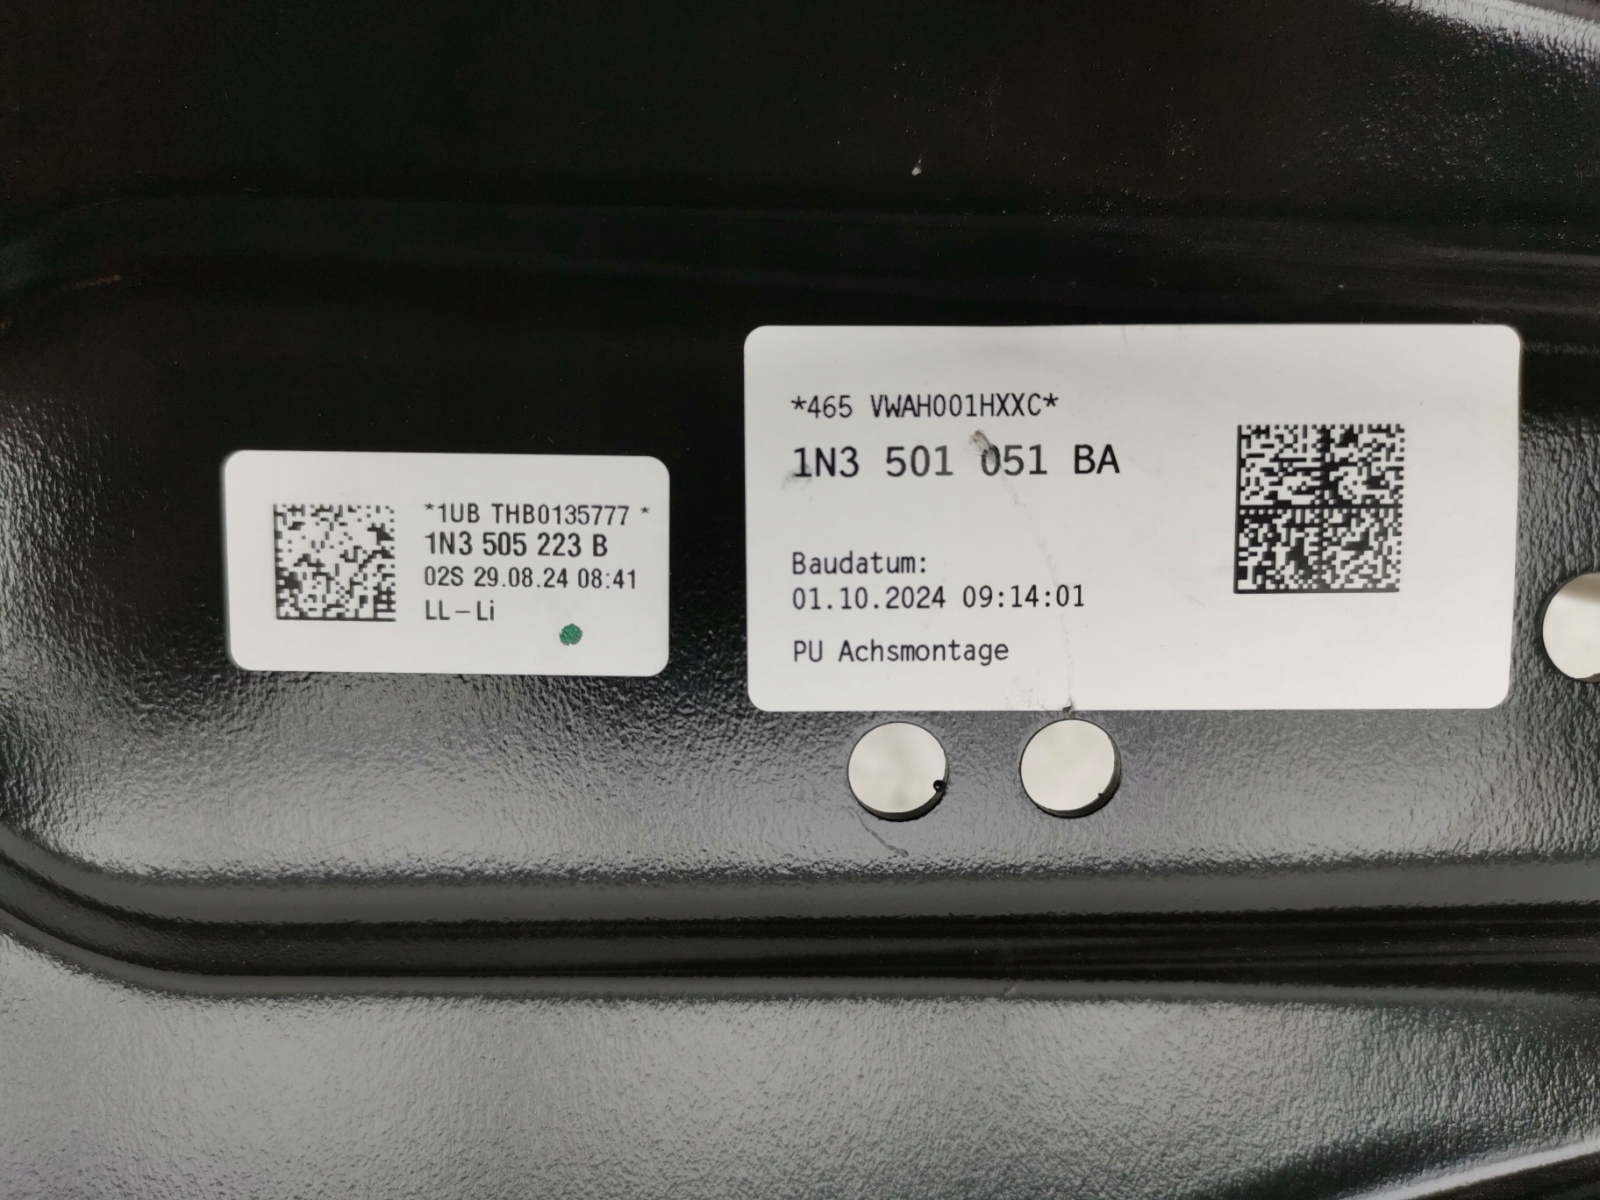 *1UB THB0135777 *
1N3 505 223 B
02S 29.08.24 08:41
LL-Li
*465 VWAH001HXXC*
1N3 501 051 BA
Baudatum:
01.10.2024 09:14:01
PU Achsmontage